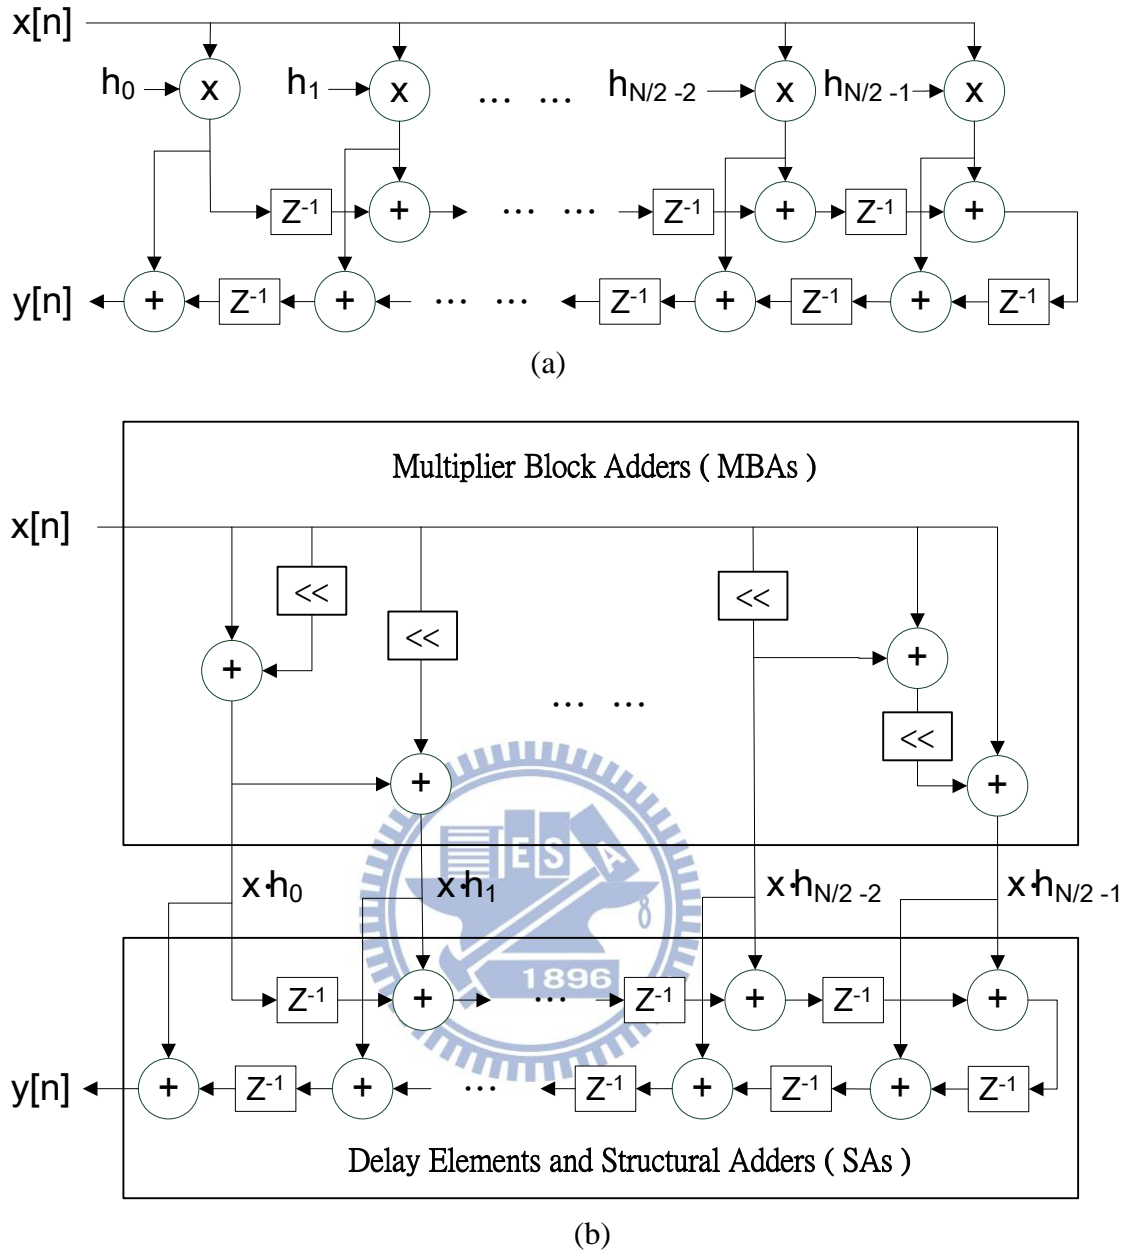 x[n]
h0 x h1 x ... ... hN/2 -2 x hN/2 -1 x
Z-1 + ... ... Z-1 + Z-1 +
y[n] + Z-1 + ... ... Z-1 + Z-1 + Z-1
(a)
Multiplier Block Adders ( MBAs )
x[n]
<<
<<
<<
+
+
... ...
<<
+
+
E S A
x·h0 x·h1 x·hN/2 -2 x·hN/2 -1
1896
Z-1 + ... Z-1 + Z-1 +
y[n] + Z-1 + ... Z-1 + Z-1 + Z-1
Delay Elements and Structural Adders ( SAs )
(b)